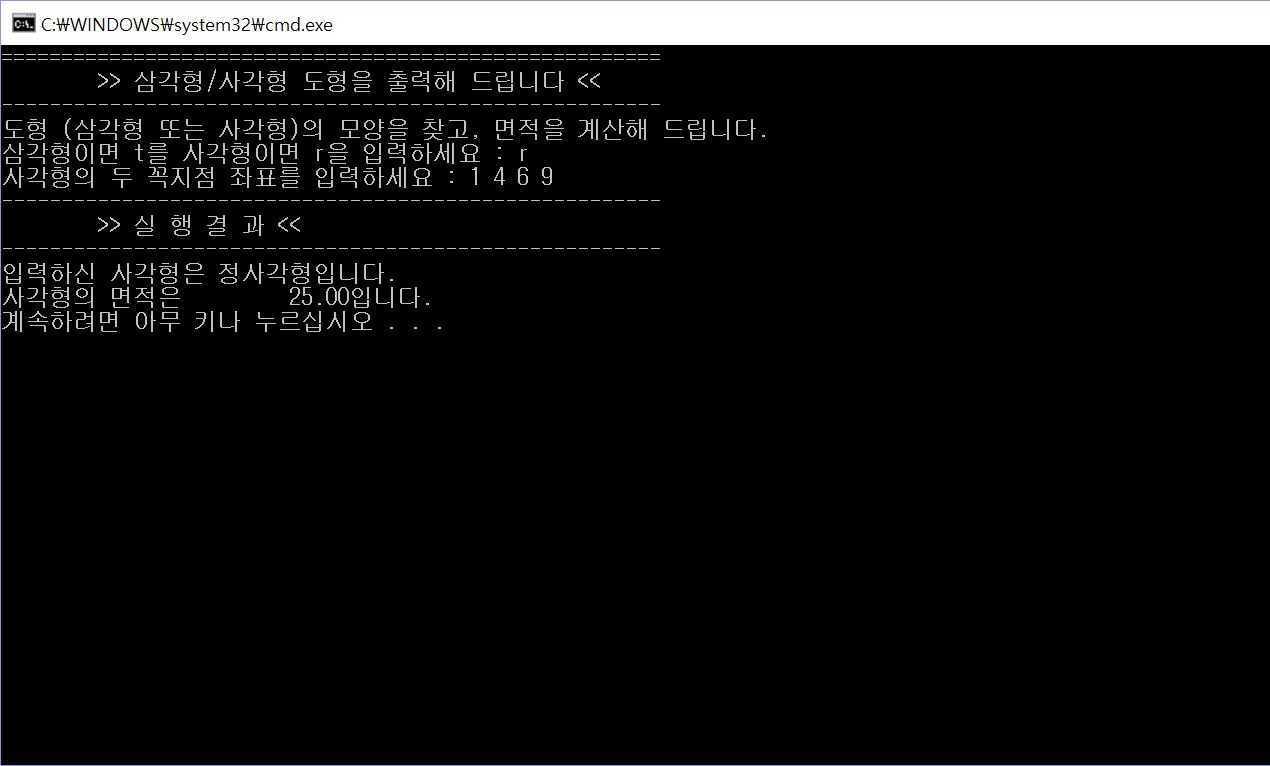 C:₩WINDOWS₩system32₩cmd.exe
=======================================================
>> 삼각형/사각형 도형을 출력해 드립니다 <<
-------------------------------------------------------
도형 (삼각형 또는 사각형)의 모양을 찾고, 면적을 계산해 드립니다.
삼각형이면 t를 사각형이면 r을 입력하세요 : r
사각형의 두 꼭지점 좌표를 입력하세요 : 1 4 6 9
-------------------------------------------------------
>> 실 행 결 과 <<
-------------------------------------------------------
입력하신 사각형은 정사각형입니다.
사각형의 면적은         25.00입니다.
계속하려면 아무 키나 누르십시오 . . .